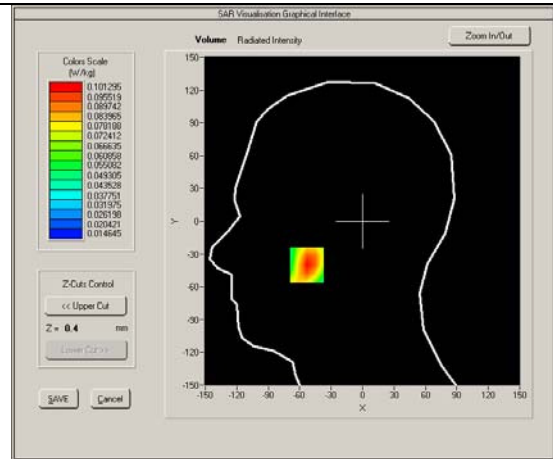 SAR Visualisation Graphical Interface
Volume Radiated Intensity
Zoom In/Out
Colors Scale
(W/kg)
0.101295
0.095519
0.089742
0.083965
0.078188
0.072412
0.066635
0.060858
0.055082
0.049305
0.043528
0.037751
0.031975
0.026198
0.020421
0.014645
Z-Cuts Control
<< Upper Cut
Z = 0.4 mm
Lower Cut >>
SAVE Cancel
150
120
90
60
30
0
-30
-60
-90
-120
-150
Y
-150 -120 -90 -60 -30 0 30 60 90 120 150
X